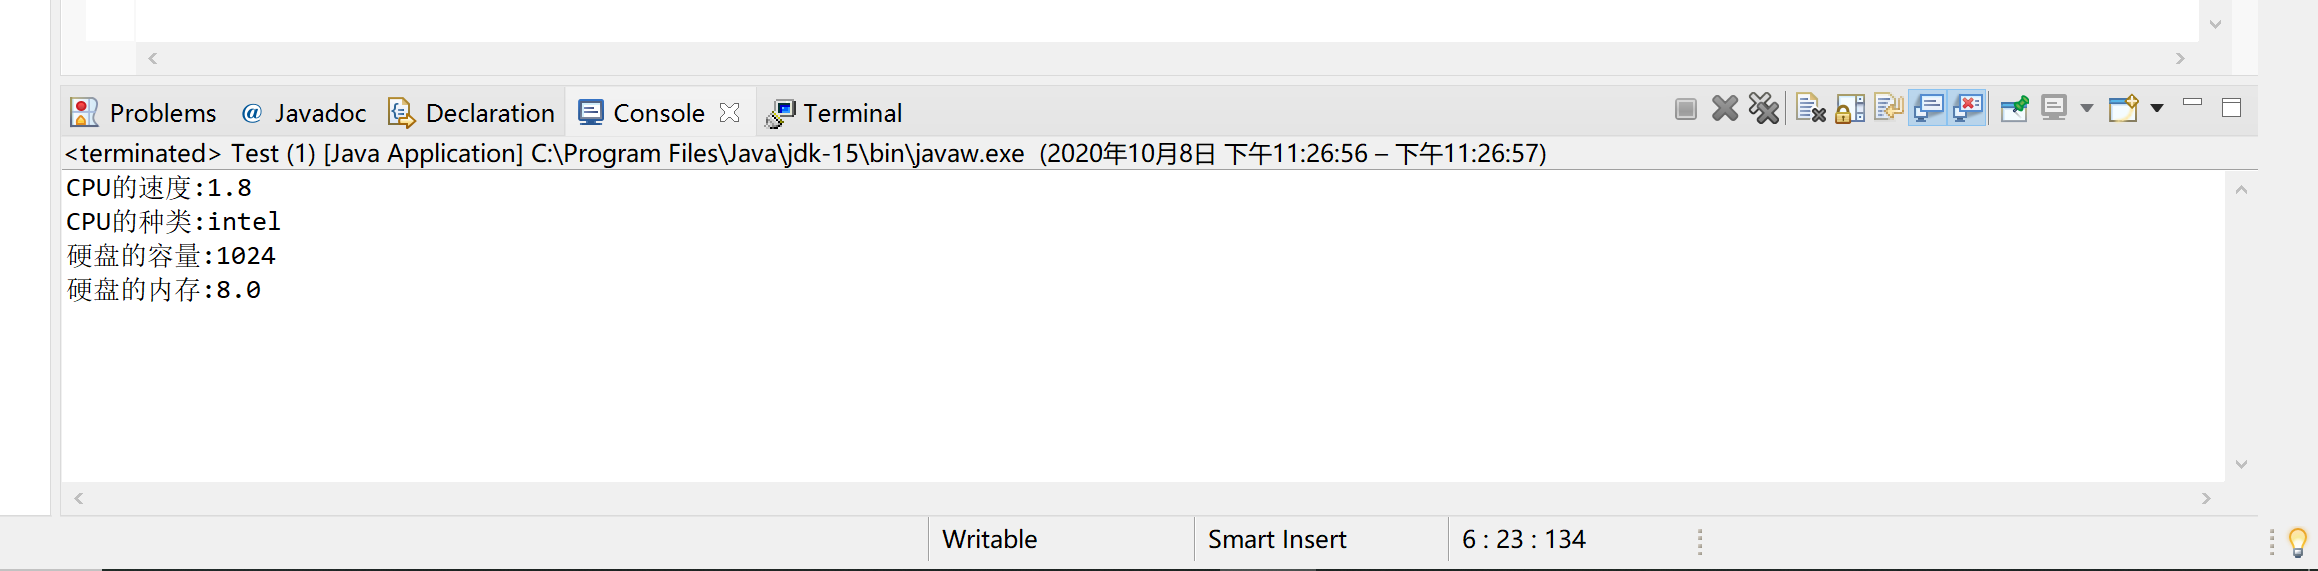 Problems @ Javadoc Declaration Console Terminal
<terminated> Test (1) [Java Application] C:\Program Files\Java\jdk-15\bin\javaw.exe (2020年10月8日 下午11:26:56 – 下午11:26:57)
CPU的速度:1.8
CPU的种类:intel
硬盘的容量:1024
硬盘的内存:8.0
Writable Smart Insert 6 : 23 : 134